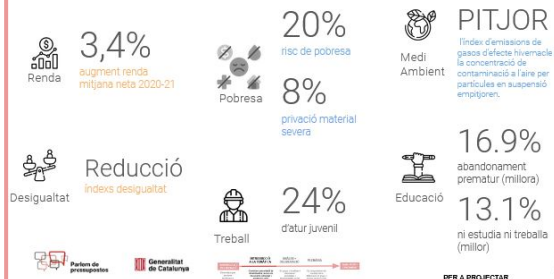 3,4%
Renda
augment renda
mitjana neta 2020-21
20%
risc de pobresa
Pobresa
8%
privació material
severa
PITJOR
Medi
Ambient
l'índex d'emissions de
gasos d'efecte hivernacle
la concentració de
contaminació a l'aire per
partícules en suspensió
empitjoren.
Reducció
índexs desigualtat
Desigualtat
24%
d'atur juvenil
Treball
16.9%
abandonament
prematur (millora)
Educació
13.1%
ni estudia ni treballa
(millor)
Parlem de
pressupostos
Generalitat
de Catalunya
PER A PROJECTAR